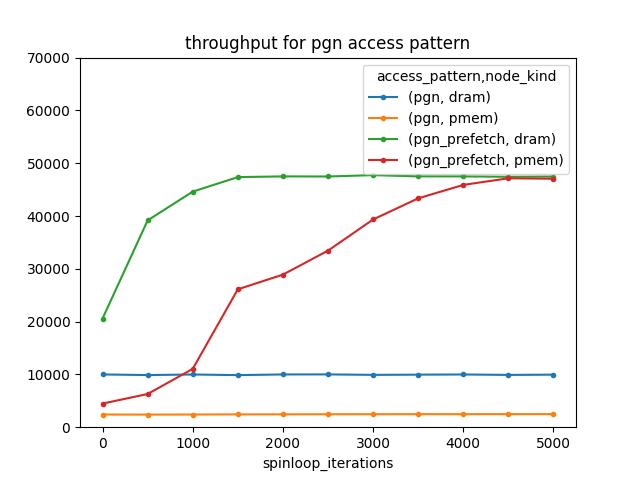 throughput for pgn access pattern
70000
60000
50000
40000
30000
20000
10000
0
access_pattern,node_kind
(pgn, dram)
(pgn, pmem)
(pgn_prefetch, dram)
(pgn_prefetch, pmem)
0 1000 2000 3000 4000 5000
spinloop_iterations